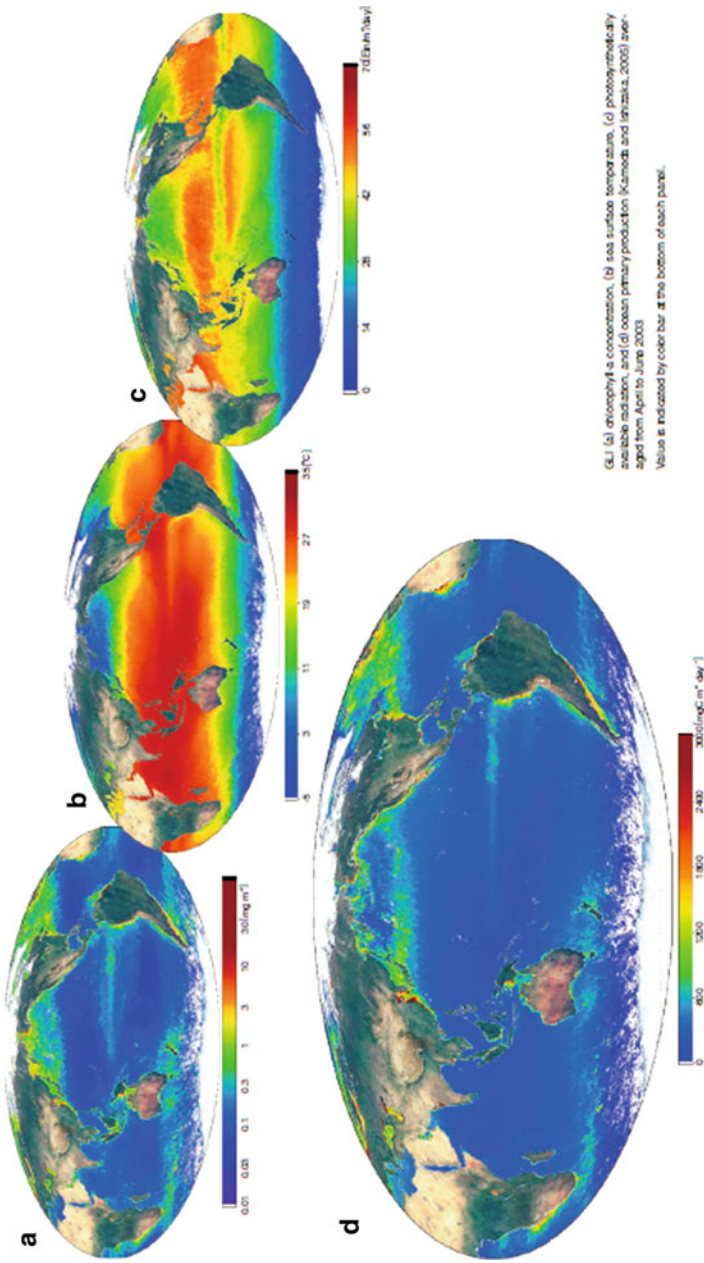 a
0.01 0.03 0.1 0.3 1 3 10 30[mg m⁻³]
b
-5 3 11 19 27 35[°C]
c
0 14 28 42 56 70[Ein/m²/day]
d
0 600 1200 1800 2400 3000[mgC m⁻² day⁻¹]
GLI (a) chlorophyll-a concentration, (b) sea surface temperature, (c) photosynthetically
available radiation, and (d) ocean primary production (Kameda and Ishizaka, 2005) aver-
aged from April to June 2003
Value is indicated by color bar at the bottom of each panel.